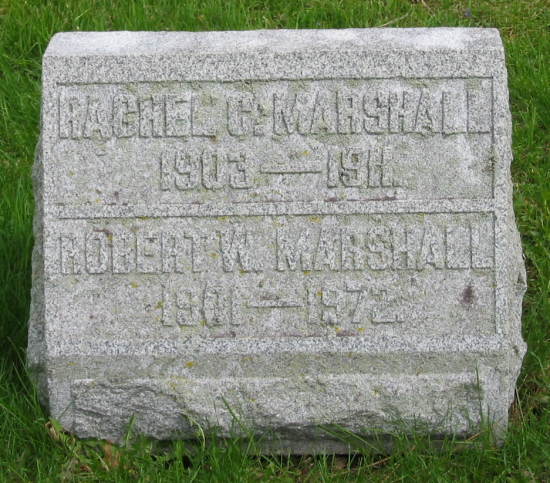 RACHEL C. MARSHALL
1903 — 1911.
ROBERT W. MARSHALL
1901 — 1972.